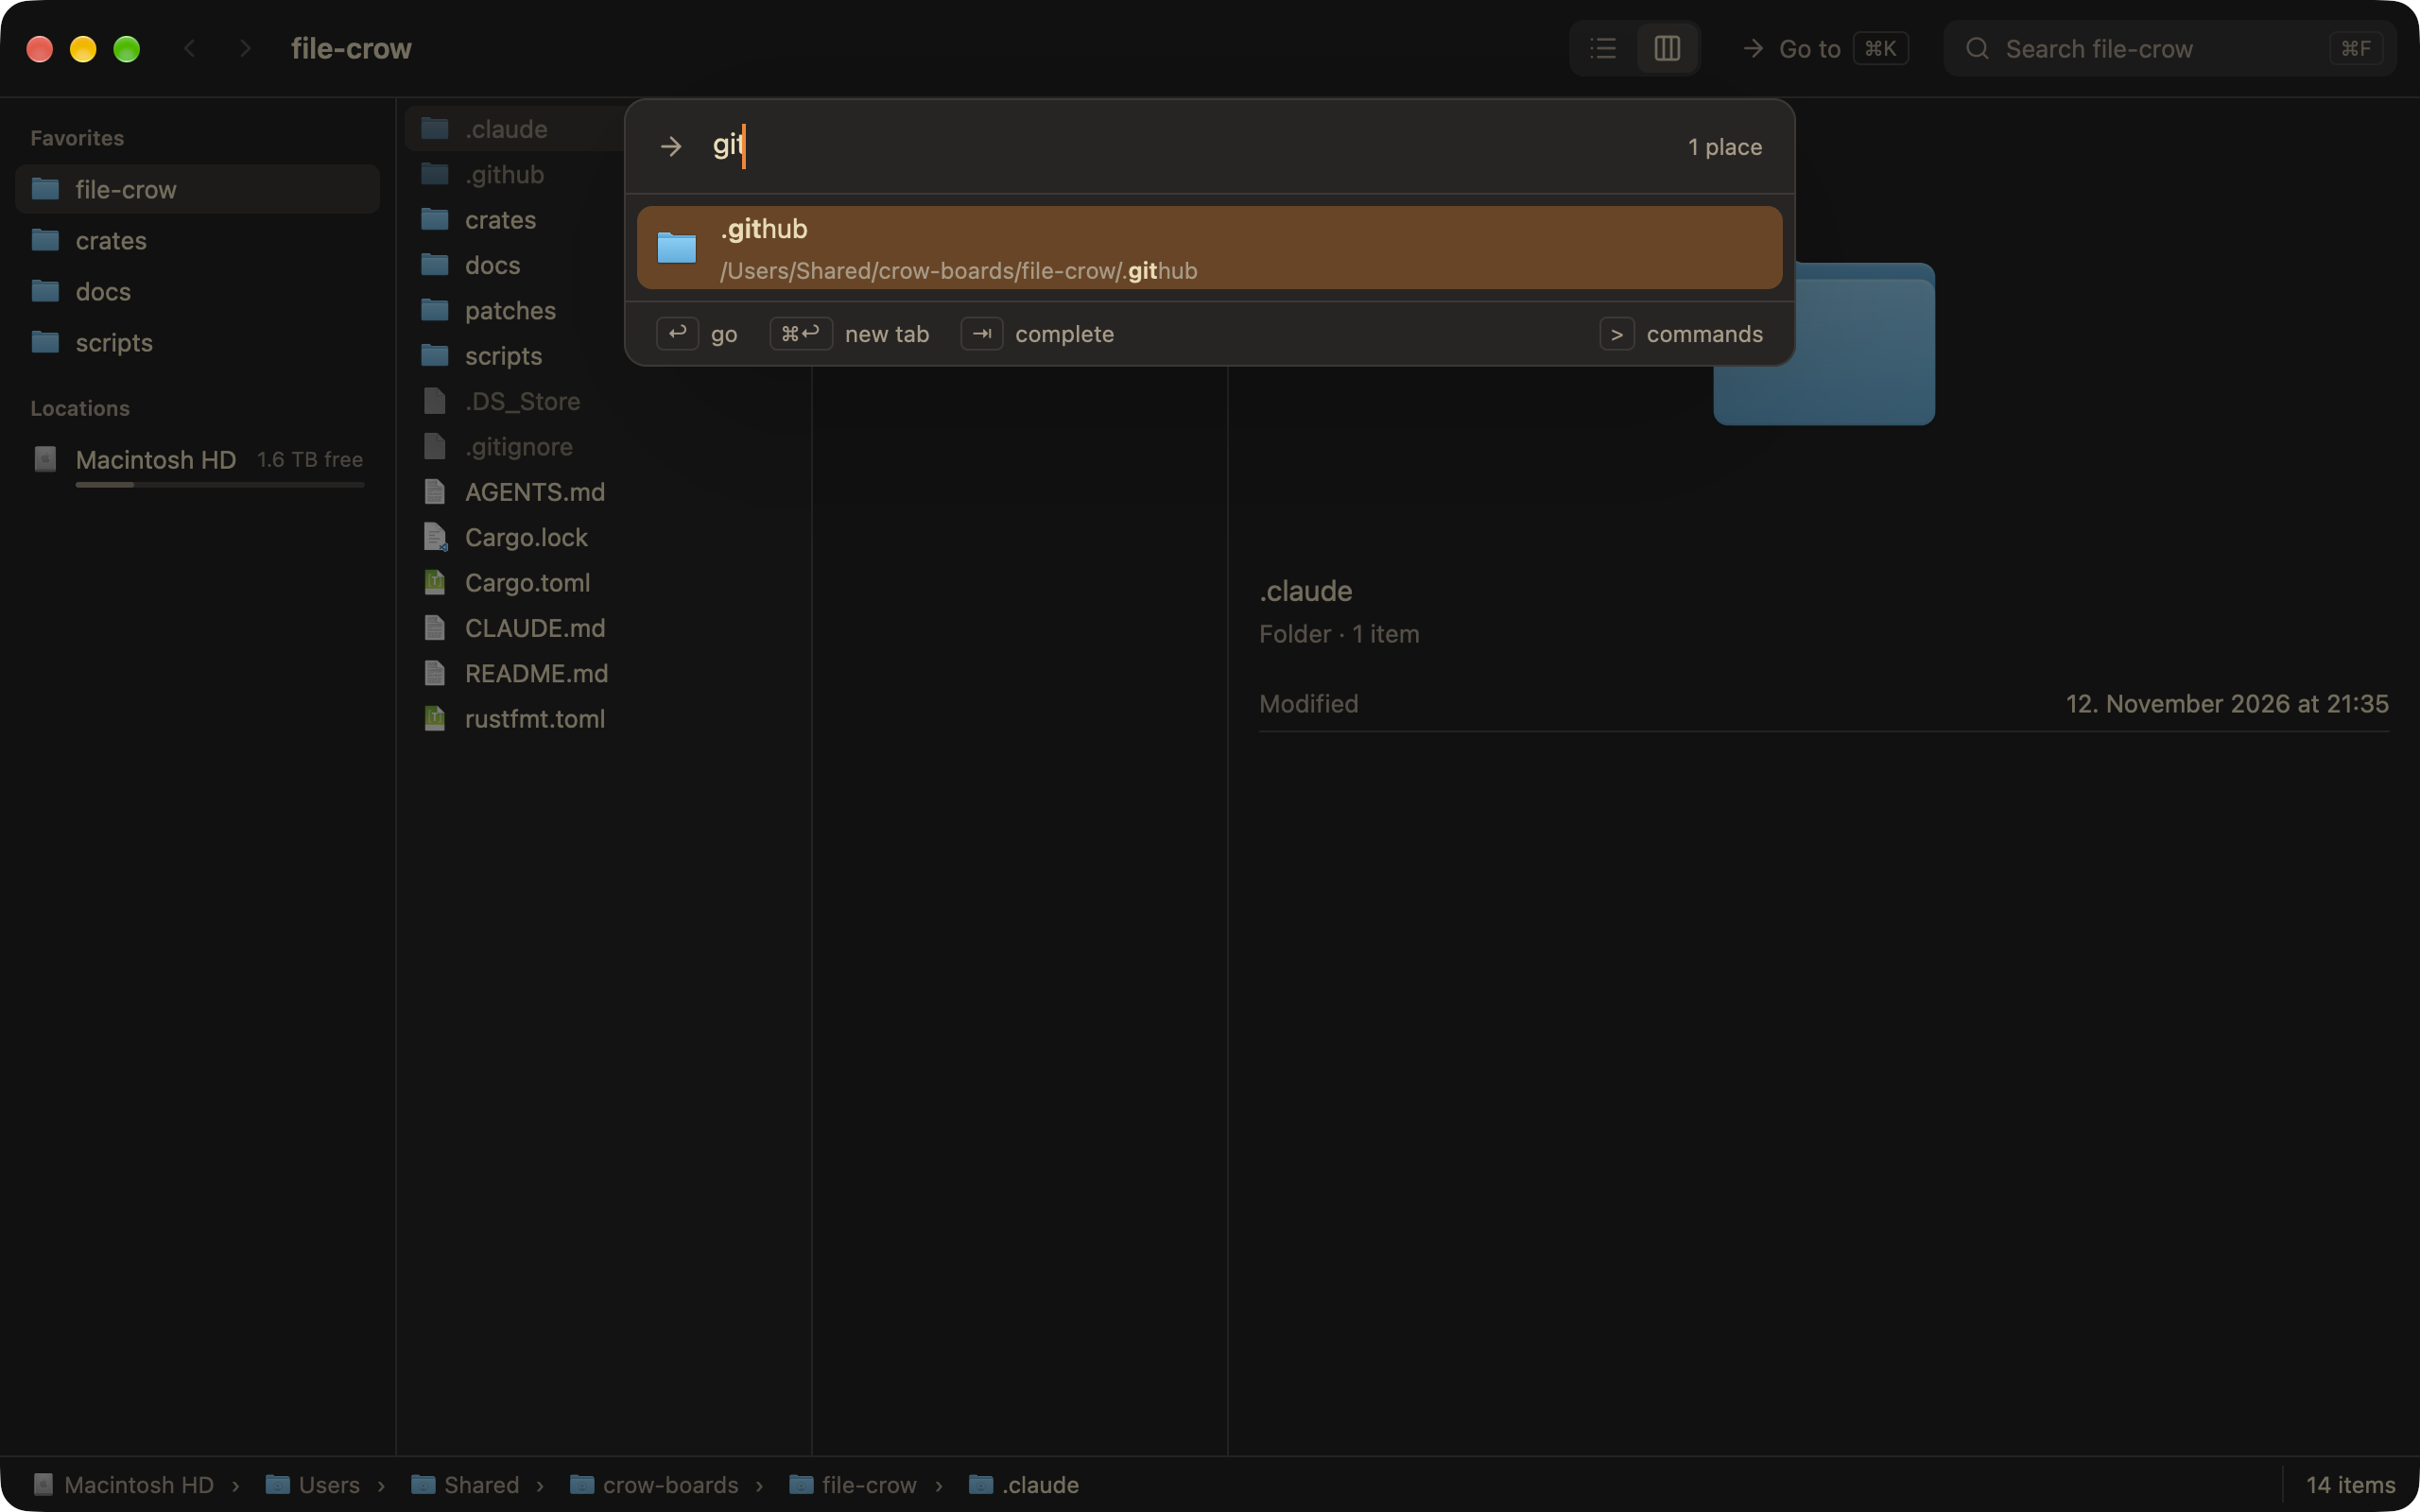 file-crow
Go to ⌘K
Search file-crow ⌘F
Favorites
file-crow
crates
docs
scripts
Locations
Macintosh HD 1.6 TB free
.claude
.github
crates
docs
patches
scripts
.DS_Store
.gitignore
AGENTS.md
Cargo.lock
Cargo.toml
CLAUDE.md
README.md
rustfmt.toml
git
1 place
.github
/Users/Shared/crow-boards/file-crow/.github
↩ go ⌘↩ new tab ⇥ complete > commands
.claude
Folder · 1 item
Modified 12. November 2026 at 21:35
Macintosh HD › Users › Shared › crow-boards › file-crow › .claude
14 items